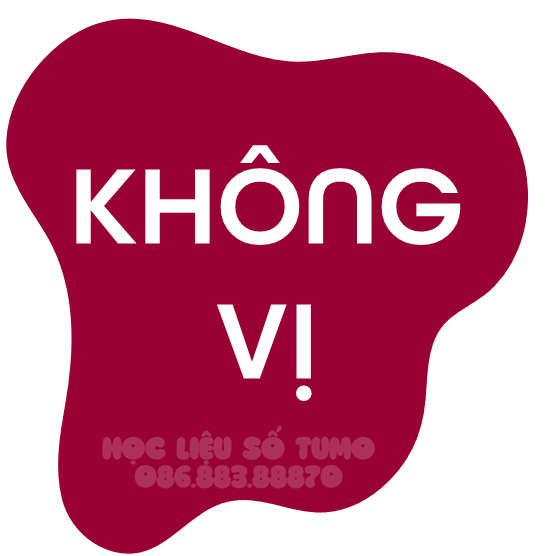 KHÔNG
VỊ
HỌC LIỆU SỐ TUMO
086.883.88870